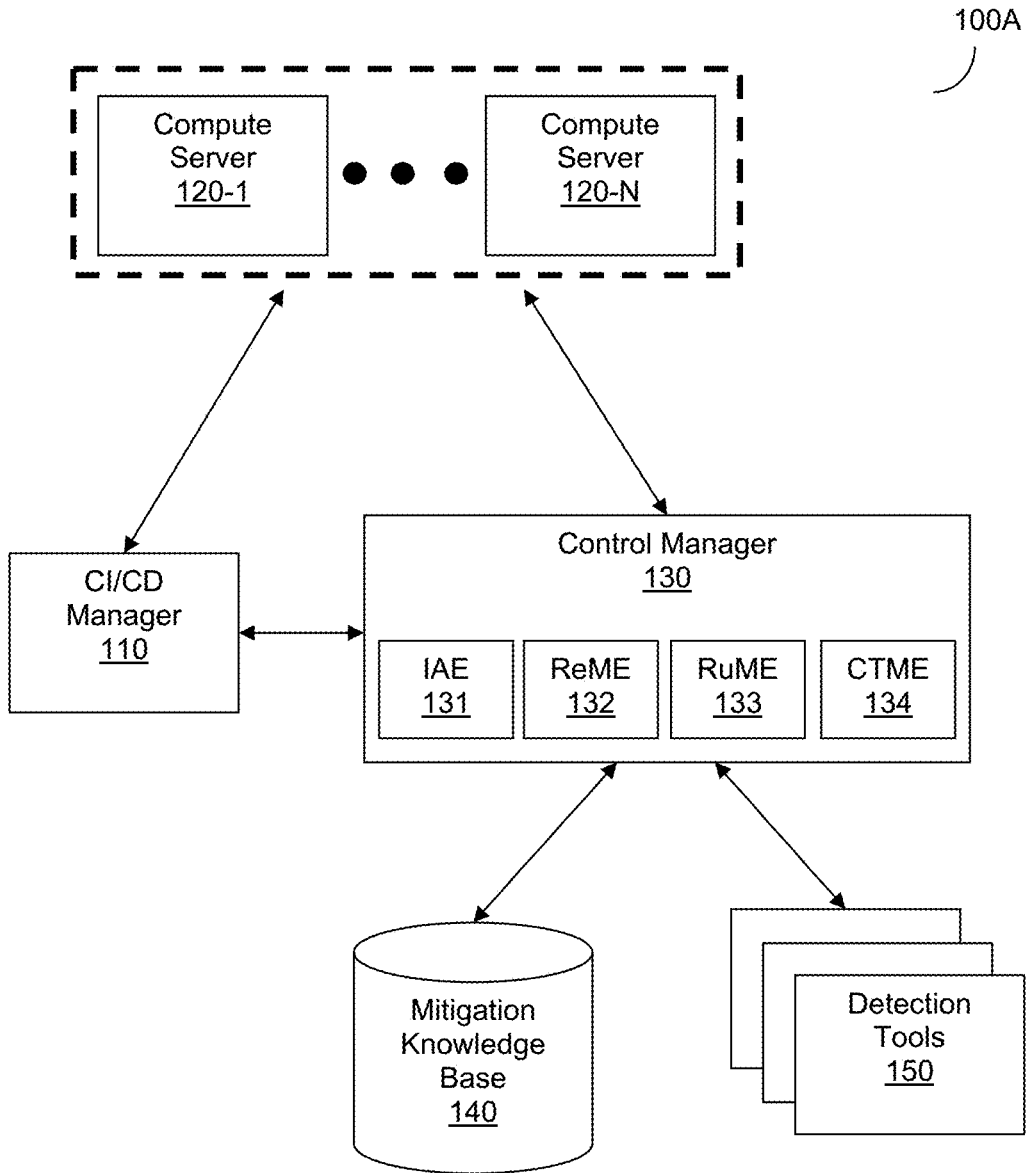 100A
Compute
Server
120-1
Compute
Server
120-N
Control Manager
130
CI/CD
Manager
110
IAE
131
ReME
132
RuME
133
CTME
134
Mitigation
Knowledge
Base
140
Detection
Tools
150